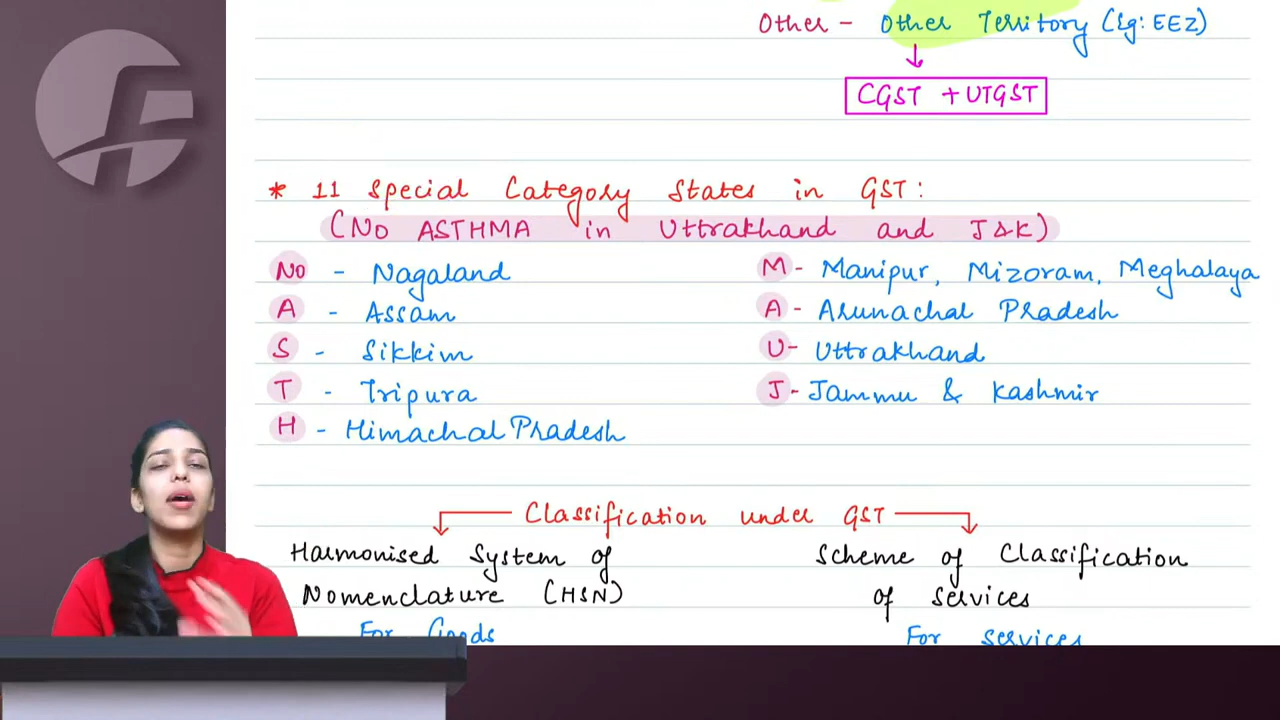 Other - Other Territory (Eg: EEZ)
CGST + UTGST
* 11 Special Category States in GST:
(No ASTHMA in Uttrakhand and J&K)
No - Nagaland
A - Assam
S - Sikkim
T - Tripura
H - Himachal Pradesh
M - Manipur, Mizoram, Meghalaya
A - Arunachal Pradesh
U - Uttrakhand
J - Jammu & Kashmir
Classification under GST
Harmonised System of
Nomenclature (HSN)
For Goods
Scheme of Classification
of Services
For Services